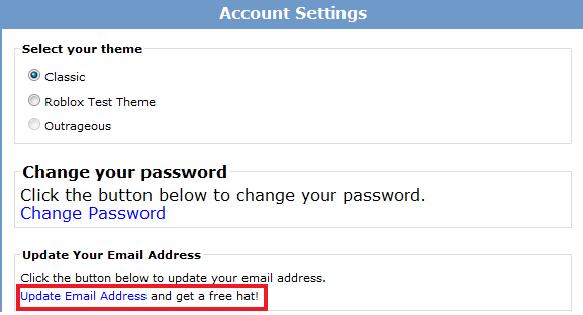 Account Settings
Select your theme
Classic
Roblox Test Theme
Outrageous
Change your password
Click the button below to change your password.
Change Password
Update Your Email Address
Click the button below to update your email address.
Update Email Address and get a free hat!